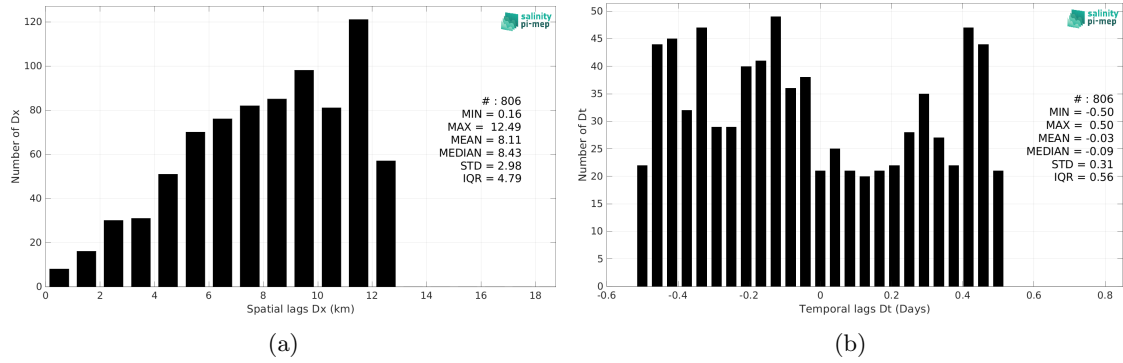 120
100
80
60
40
20
0
Number of Dx
0 2 4 6 8 10 12 14 16 18
Spatial lags Dx (km)
salinity
pi-mep
# : 806
MIN = 0.16
MAX = 12.49
MEAN = 8.11
MEDIAN = 8.43
STD = 2.98
IQR = 4.79
(a)
50
45
40
35
30
25
20
15
10
5
0
Number of Dt
-0.6 -0.4 -0.2 0 0.2 0.4 0.6 0.8
Temporal lags Dt (Days)
salinity
pi-mep
# : 806
MIN = -0.50
MAX = 0.50
MEAN = -0.03
MEDIAN = -0.09
STD = 0.31
IQR = 0.56
(b)